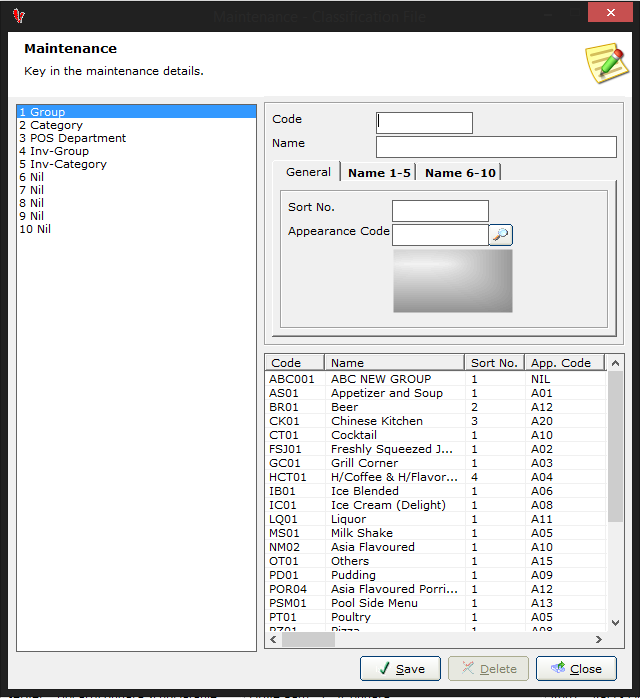 Maintenance - Classification File
Maintenance
Key in the maintenance details.
1 Group
2 Category
3 POS Department
4 Inv-Group
5 Inv-Category
6 Nil
7 Nil
8 Nil
9 Nil
10 Nil
Code
Name
General Name 1-5 Name 6-10
Sort No.
Appearance Code
Code Name Sort No. App. Code
ABC001 ABC NEW GROUP 1 NIL
AS01 Appetizer and Soup 1 A01
BR01 Beer 2 A12
CK01 Chinese Kitchen 3 A20
CT01 Cocktail 1 A10
FSJ01 Freshly Squeezed J... 1 A02
GC01 Grill Corner 1 A03
HCT01 H/Coffee & H/Flavor... 4 A04
IB01 Ice Blended 1 A06
IC01 Ice Cream (Delight) 1 A08
LQ01 Liquor 1 A11
MS01 Milk Shake 1 A05
NM02 Asia Flavoured 1 A10
OT01 Others 1 A15
PD01 Pudding 1 A09
POR04 Asia Flavoured Porri... 1 A12
PSM01 Pool Side Menu 1 A13
PT01 Poultry 1 A05
PZ01 Pizza 1 A08
Save Delete Close